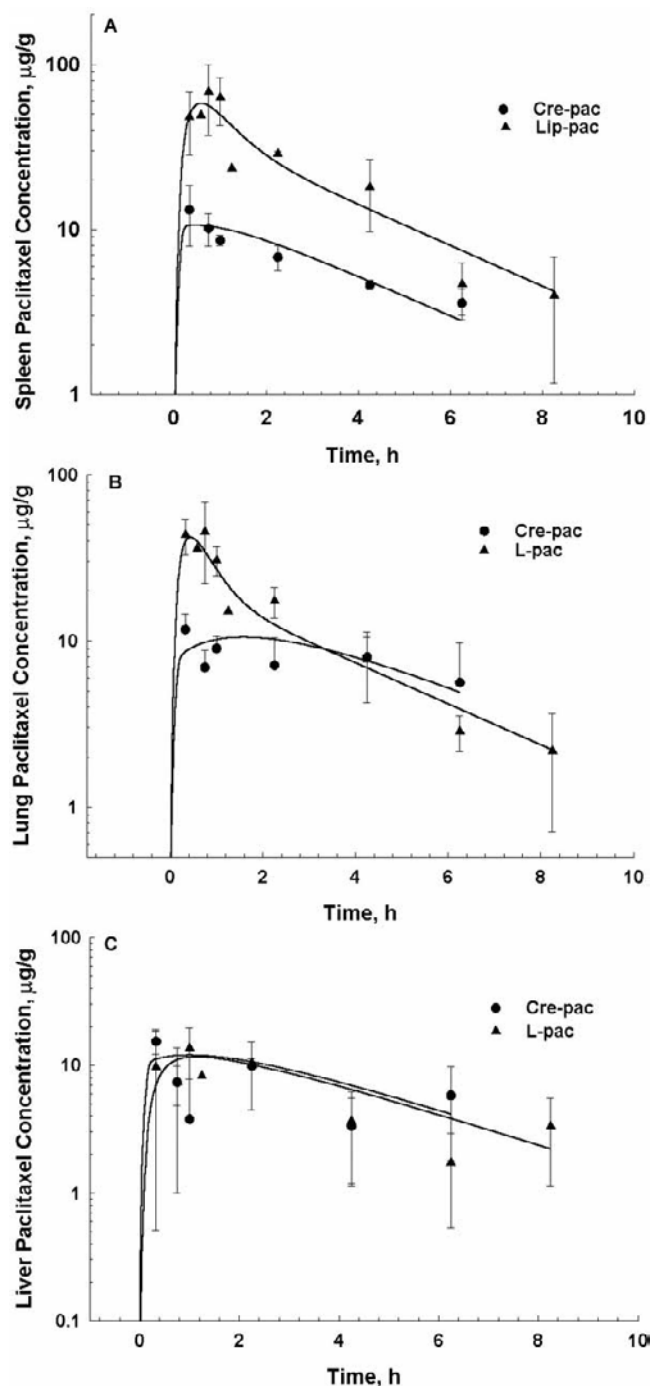 A
Spleen Paclitaxel Concentration, µg/g
100
10
1
Cre-pac
Lip-pac
0 2 4 6 8 10
Time, h
B
Lung Paclitaxel Concentration, µg/g
100
10
1
Cre-pac
L-pac
0 2 4 6 8 10
Time, h
C
Liver Paclitaxel Concentration, µg/g
100
10
1
0.1
Cre-pac
L-pac
0 2 4 6 8 10
Time, h